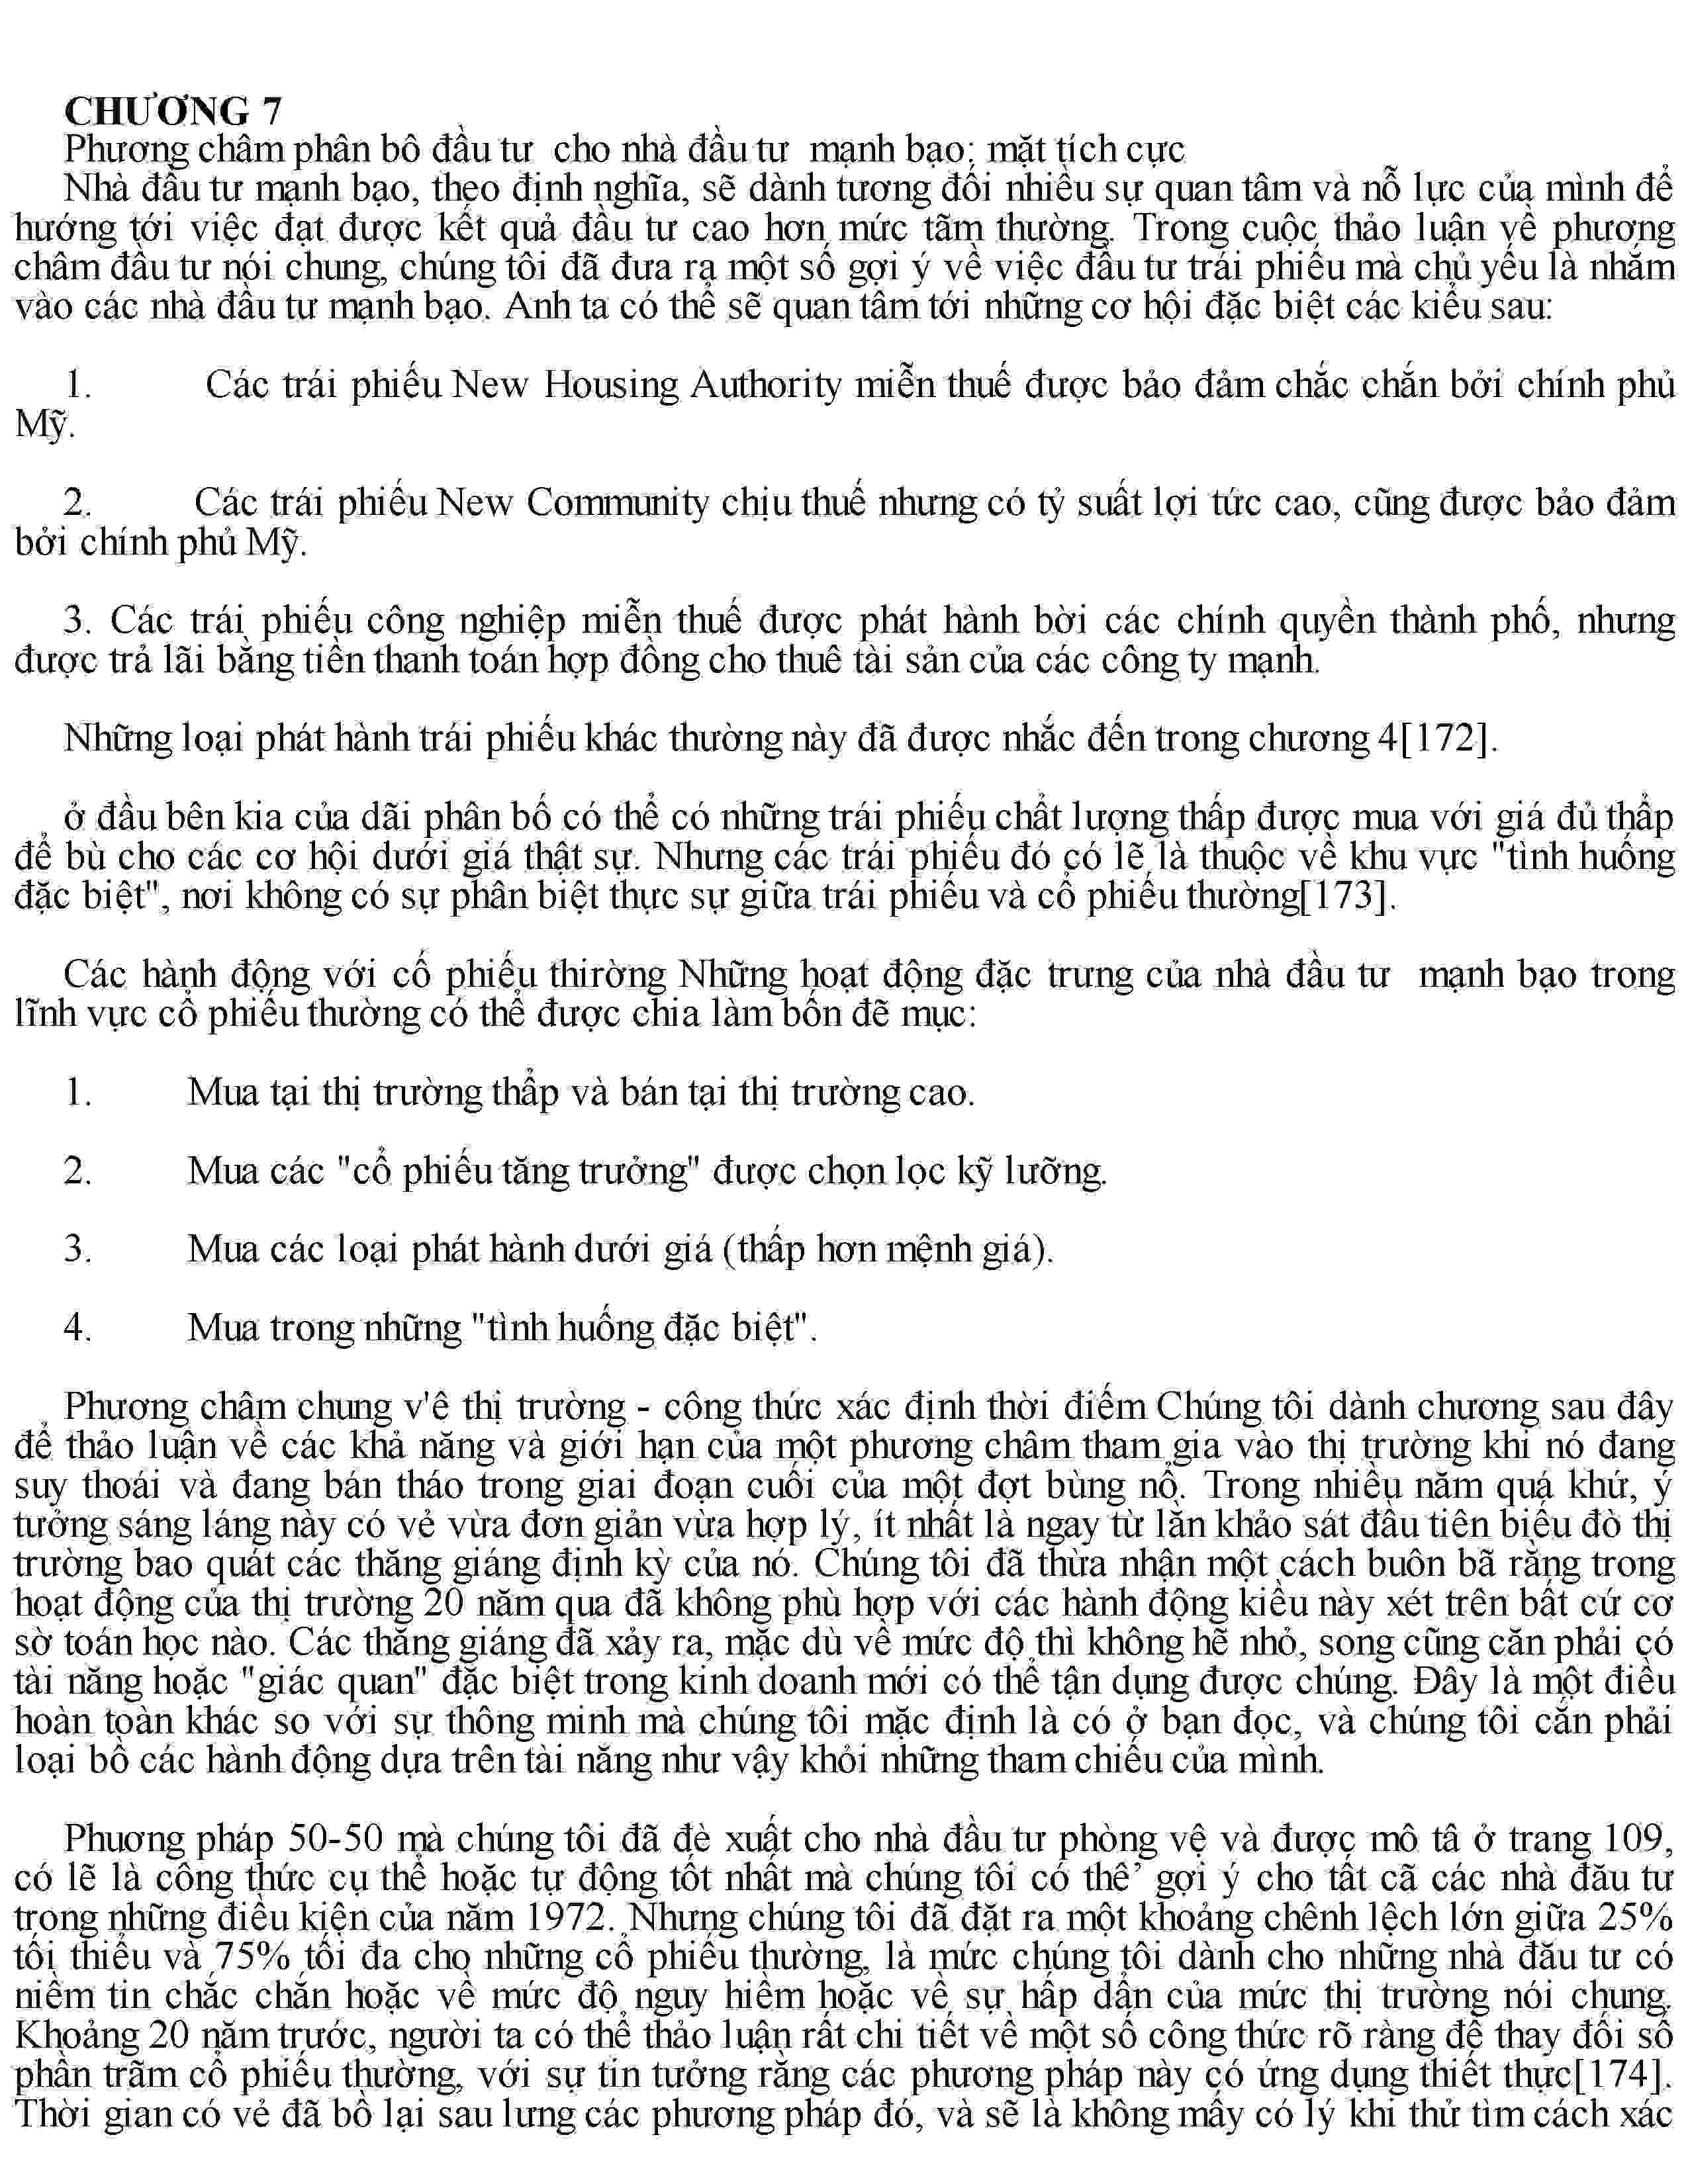 CHƯƠNG 7
Phương châm phân bô đầu tư cho nhà đầu tư mạnh bạo; mặt tích cực
Nhà đầu tư mạnh bạo, theo định nghĩa, sẽ dành tương đối nhiều sự quan tâm và nỗ lực của mình để
hướng tới việc đạt được kết quả đầu tư cao hơn mức tãm thường. Trong cuộc thảo luận về phương
châm đầu tư nói chung, chúng tôi đã đưa ra một số gợi ý về việc đầu tư trái phiếu mà chủ yếu là nhắm
vào các nhà đầu tư mạnh bạo. Anh ta có thể sẽ quan tâm tới những cơ hội đặc biệt các kiểu sau:
1. Các trái phiếu New Housing Authority miễn thuế được bảo đảm chắc chắn bởi chính phủ
Mỹ.
2. Các trái phiếu New Community chịu thuế nhưng có tỷ suất lợi tức cao, cũng được bảo đảm
bởi chính phủ Mỹ.
3. Các trái phiếu công nghiệp miễn thuế được phát hành bời các chính quyền thành phố, nhưng
được trả lãi bằng tiền thanh toán hợp đồng cho thuê tài sản của các công ty mạnh.
Những loại phát hành trái phiếu khác thường này đã được nhắc đến trong chương 4[172].
ở đầu bên kia của dãi phân bố có thể có những trái phiếu chất lượng thấp được mua với giá đủ thẩp
để bù cho các cơ hội dưới giá thật sự. Nhưng các trái phiếu đó có lẽ là thuộc về khu vực "tình huống
đặc biệt", nơi không có sự phân biệt thực sự giữa trái phiếu và cổ phiếu thường[173].
Các hành động với cố phiếu thirờng Những hoạt động đặc trưng của nhà đầu tư mạnh bạo trong
lĩnh vực cổ phiếu thường có thể được chia làm bốn đẽ mục:
1. Mua tại thị trường thẩp và bán tại thị trường cao.
2. Mua các "cổ phiếu tăng trưởng" được chọn lọc kỹ lưỡng.
3. Mua các loại phát hành dưới giá (thấp hơn mệnh giá).
4. Mua trong những "tình huống đặc biệt".
Phương châm chung v'ê thị trường - công thức xác định thời điếm Chúng tôi dành chương sau đây
để thảo luận về các khả năng và giới hạn của một phương châm tham gia vào thị trường khi nó đang
suy thoái và đang bán tháo trong giai đoạn cuối của một đợt bùng nổ. Trong nhiều năm quá khứ, ý
tưởng sáng láng này có vẻ vừa đơn giản vừa hợp lý, ít nhất là ngay từ lần khảo sát đầu tiên biểu đò thị
trường bao quát các thăng giáng định kỳ của nó. Chúng tôi đã thừa nhận một cách buôn bã rằng trong
hoạt động của thị trường 20 năm qua đã không phù hợp với các hành động kiều này xét trên bất cứ cơ
sờ toán học nào. Các thăng giáng đã xảy ra, mặc dù về mức độ thì không hẽ nhỏ, song cũng căn phải có
tài năng hoặc "giác quan" đặc biệt trong kinh doanh mới có thể tận dụng được chúng. Đây là một điều
hoàn toàn khác so với sự thông minh mà chúng tôi mặc định là có ở bạn đọc, và chúng tôi cắn phải
loại bồ các hành động dựa trên tài năng như vậy khỏi những tham chiếu của mình.
Phuơng pháp 50-50 mà chúng tôi đã đè xuất cho nhà đầu tư phòng vệ và được mô tâ ở trang 109,
có lẽ là công thức cụ thể hoặc tự động tốt nhất mà chúng tôi có thê’ gợi ý cho tất cã các nhà đãu tư
trong những điều kiện của năm 1972. Nhưng chúng tôi đã đặt ra một khoảng chênh lệch lớn giữa 25%
tối thiểu và 75% tối đa cho những cổ phiếu thường, là mức chúng tôi dành cho những nhà đãu tư có
niềm tin chắc chắn hoặc về mức độ nguy hiềm hoặc về sự hấp dẫn của mức thị trường nói chung.
Khoảng 20 năm trước, người ta có thể thảo luận rất chi tiết về một số công thức rõ ràng để thay đổi số
phần trãm cổ phiếu thường, với sự tin tưởng rằng các phương pháp này có ứng dụng thiết thực[174].
Thời gian có vẻ đã bồ lại sau lưng các phương pháp đó, và sẽ là không mấy có lý khi thử tìm cách xác